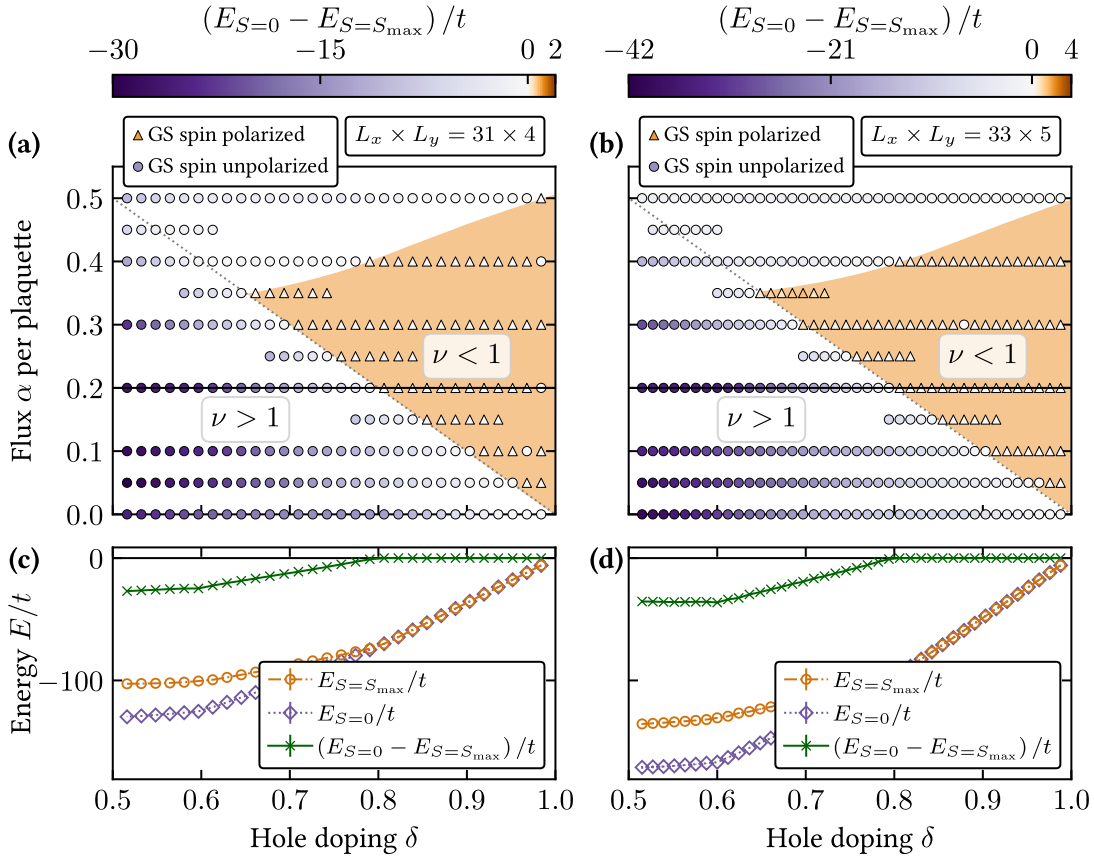 (E_{S=0} − E_{S=S_max}) /t
−30 −15 0 2
(E_{S=0} − E_{S=S_max}) /t
−42 −21 0 4
(a)
GS spin polarized
GS spin unpolarized
L_x × L_y = 31 × 4
(b)
GS spin polarized
GS spin unpolarized
L_x × L_y = 33 × 5
Flux α per plaquette
0.5
0.4
0.3
0.2
0.1
0.0
ν < 1
ν > 1
ν < 1
ν > 1
(c)
Energy E/t
0
−100
E_{S=S_max}/t
E_{S=0}/t
(E_{S=0} − E_{S=S_max}) /t
0.5 0.6 0.7 0.8 0.9 1.0
Hole doping δ
(d)
E_{S=S_max}/t
E_{S=0}/t
(E_{S=0} − E_{S=S_max}) /t
0.5 0.6 0.7 0.8 0.9 1.0
Hole doping δ